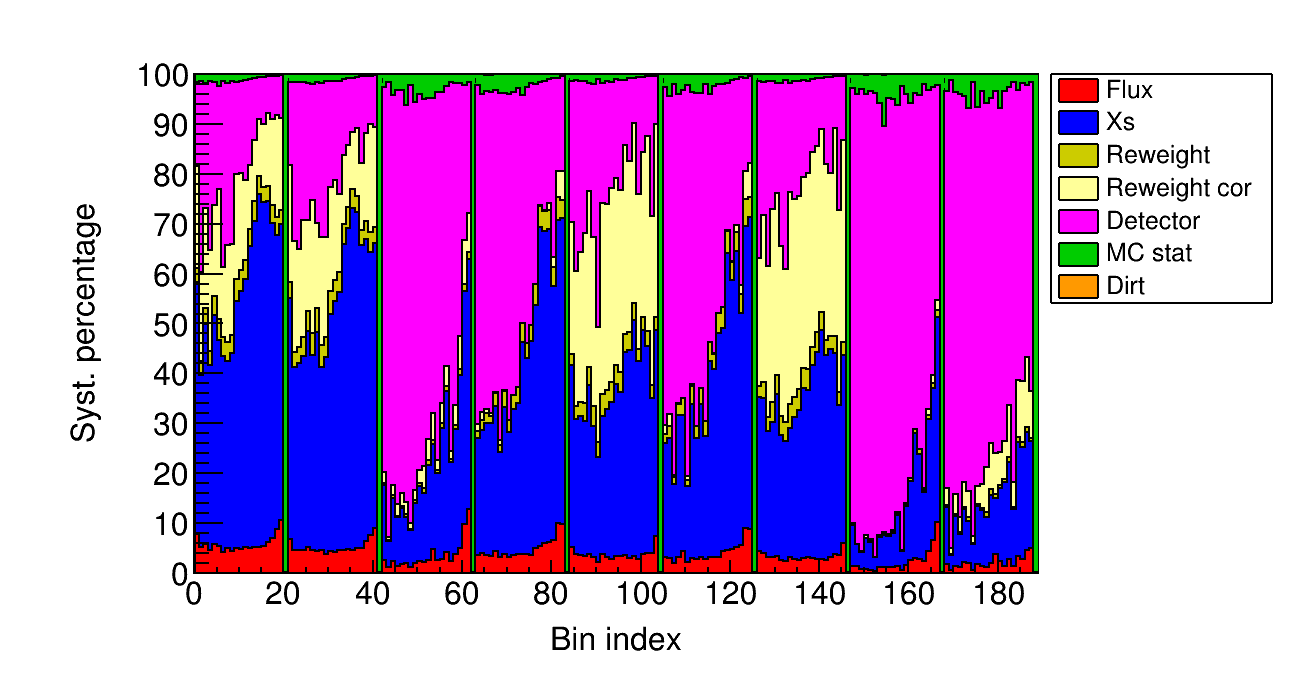 100
90
80
70
60
50
40
30
20
10
0
Syst. percentage
0 20 40 60 80 100 120 140 160 180
Bin index
Flux
Xs
Reweight
Reweight cor
Detector
MC stat
Dirt